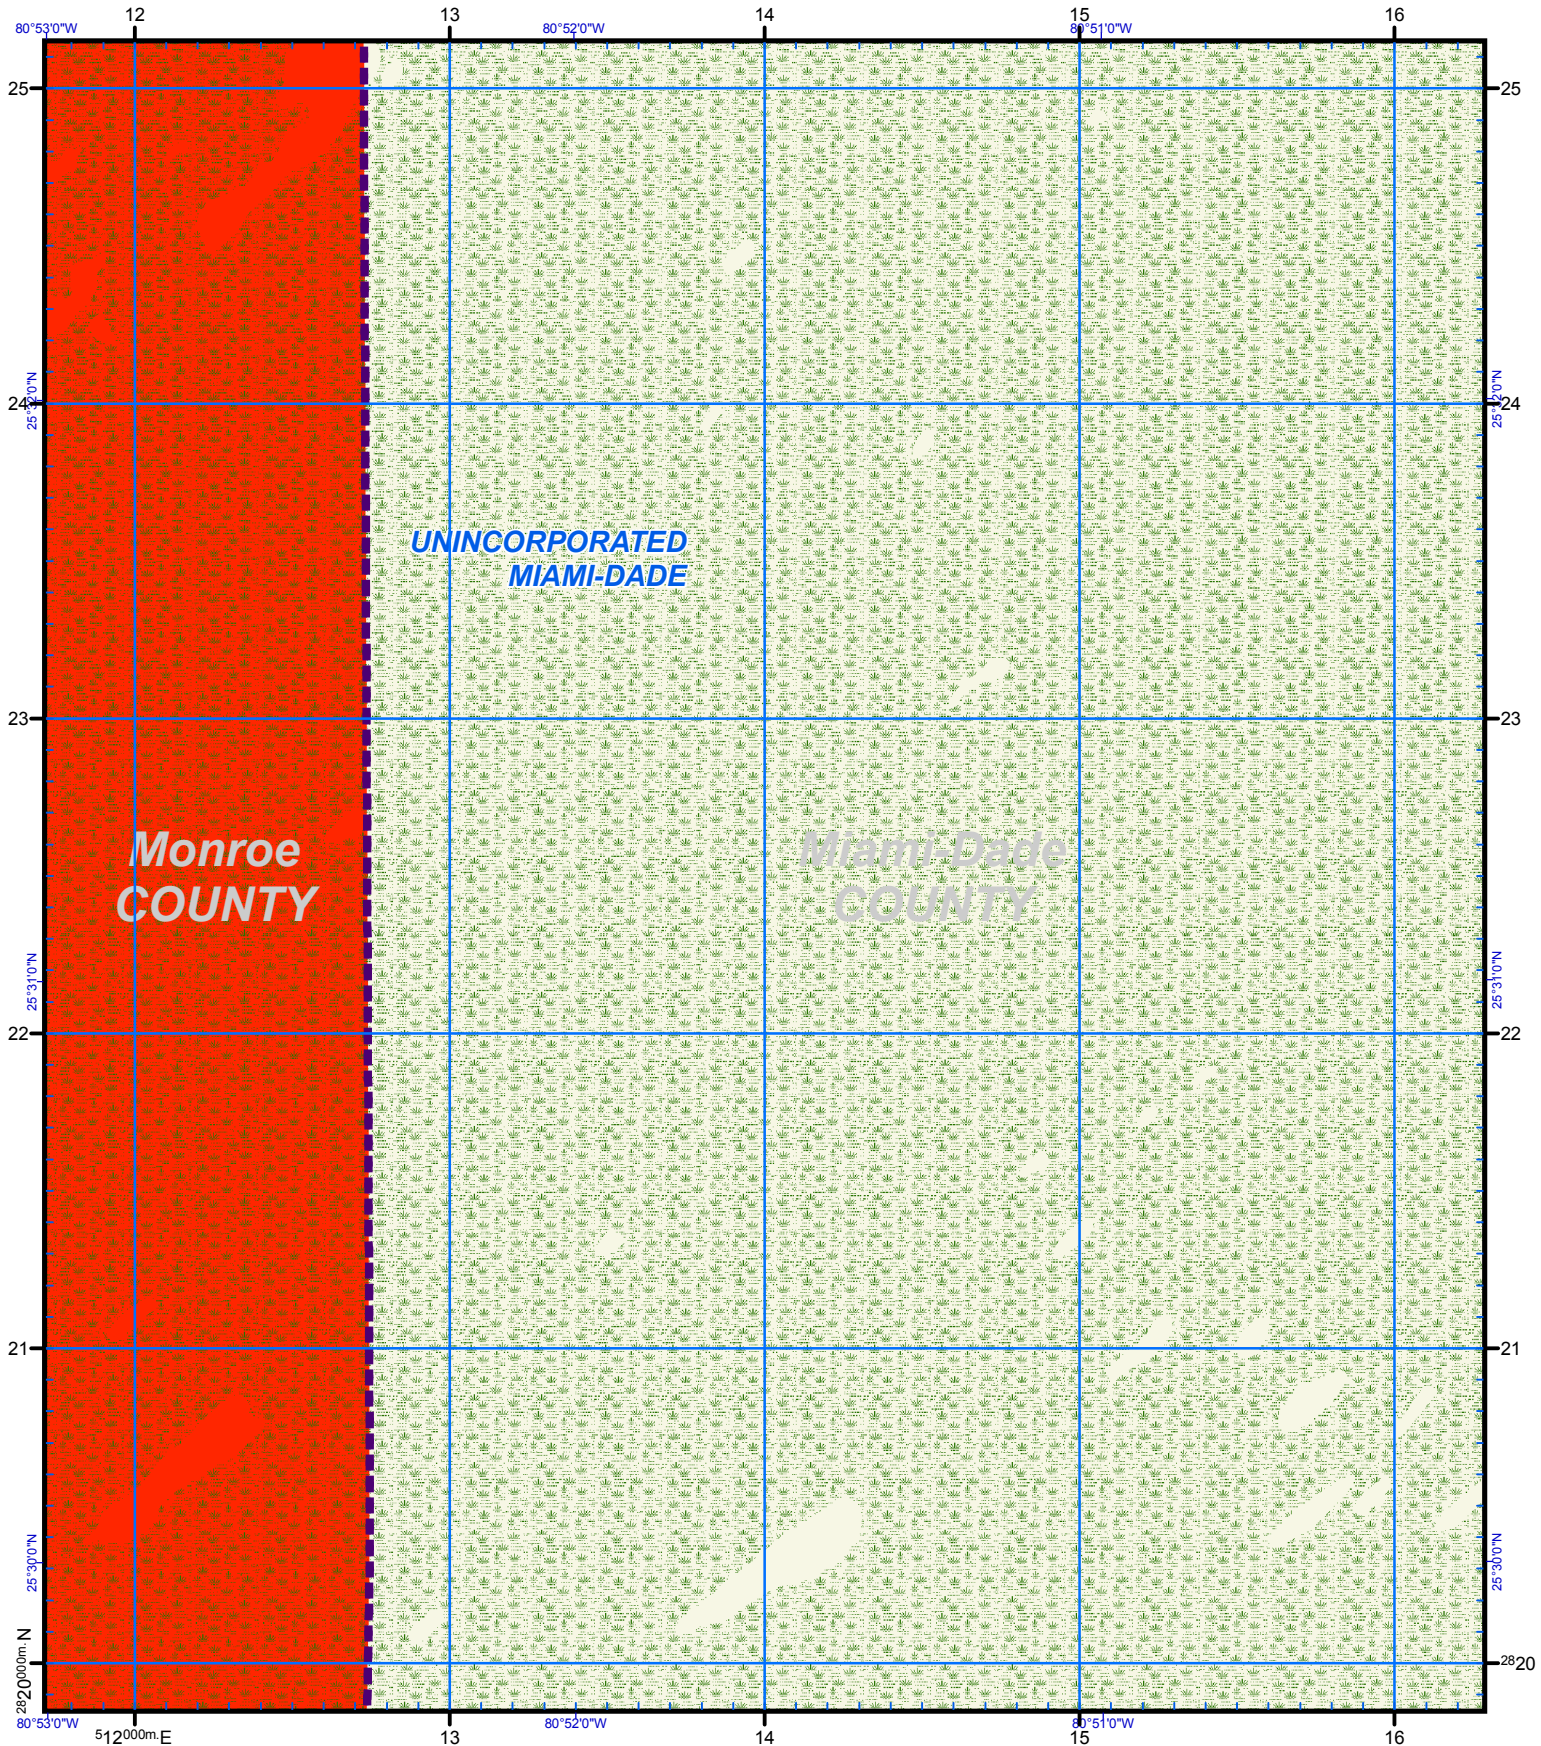 12 13 14 15 16
80°53'0"W 80°52'0"W 80°51'0"W
25 25
24 24
25°32'0"N 25°32'0"N
UNINCORPORATED
MIAMI-DADE
23 23
Monroe
COUNTY
Miami-Dade
COUNTY
25°31'0"N 25°31'0"N
22 22
21 21
25°30'0"N 25°30'0"N
2820000m. N 2820
80°53'0"W 80°52'0"W 80°51'0"W
512000m. E 13 14 15 16